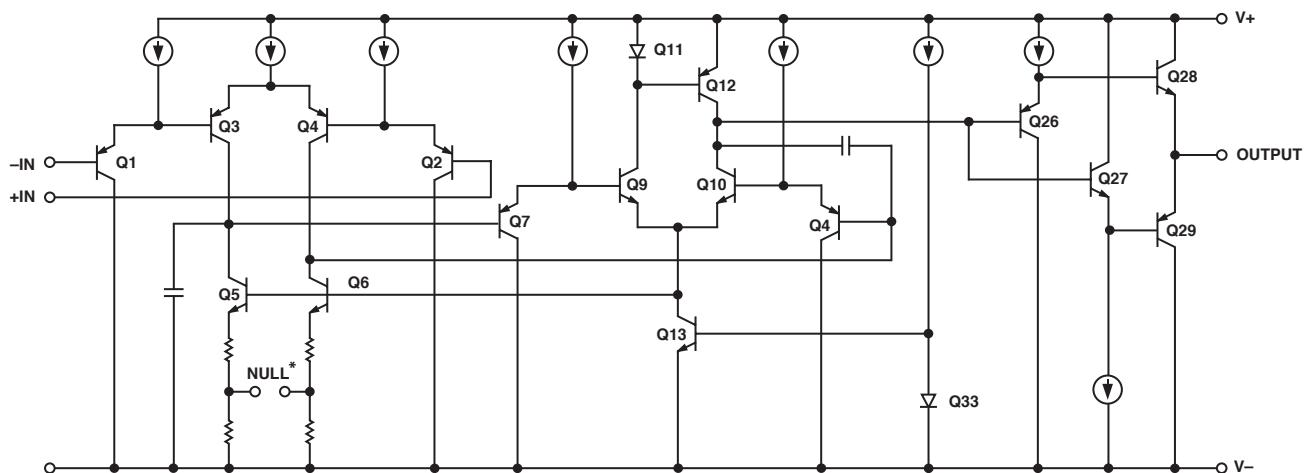 V+
Q11
Q3
Q4
Q12
Q28
Q26
–IN
Q1
Q2
OUTPUT
Q9
Q10
Q27
+IN
Q7
Q4
Q29
Q5
Q6
Q13
NULL*
Q33
V–